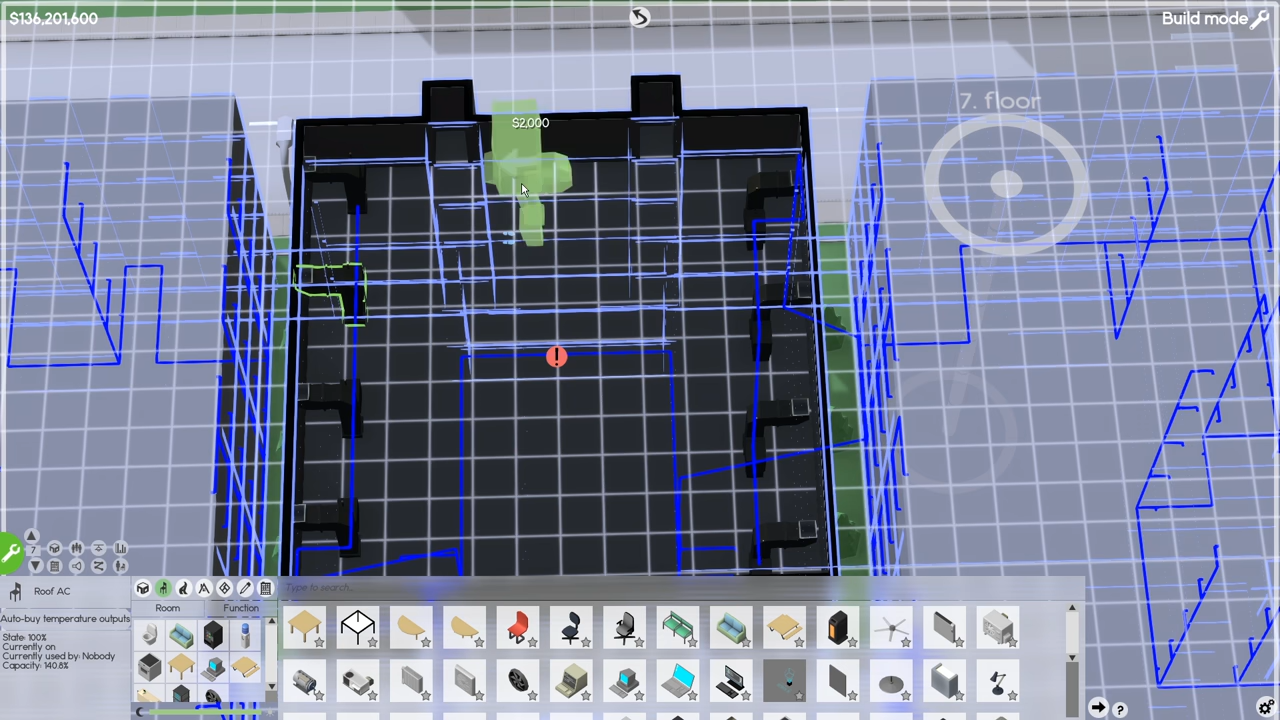 $136,201,600
Build mode
7. floor
$2,000
7
Roof AC
Auto-buy temperature outputs
State: 100%
Currently on
Currently used by: Nobody
Capacity: 140.8%
Room
Function
Type to search...
?